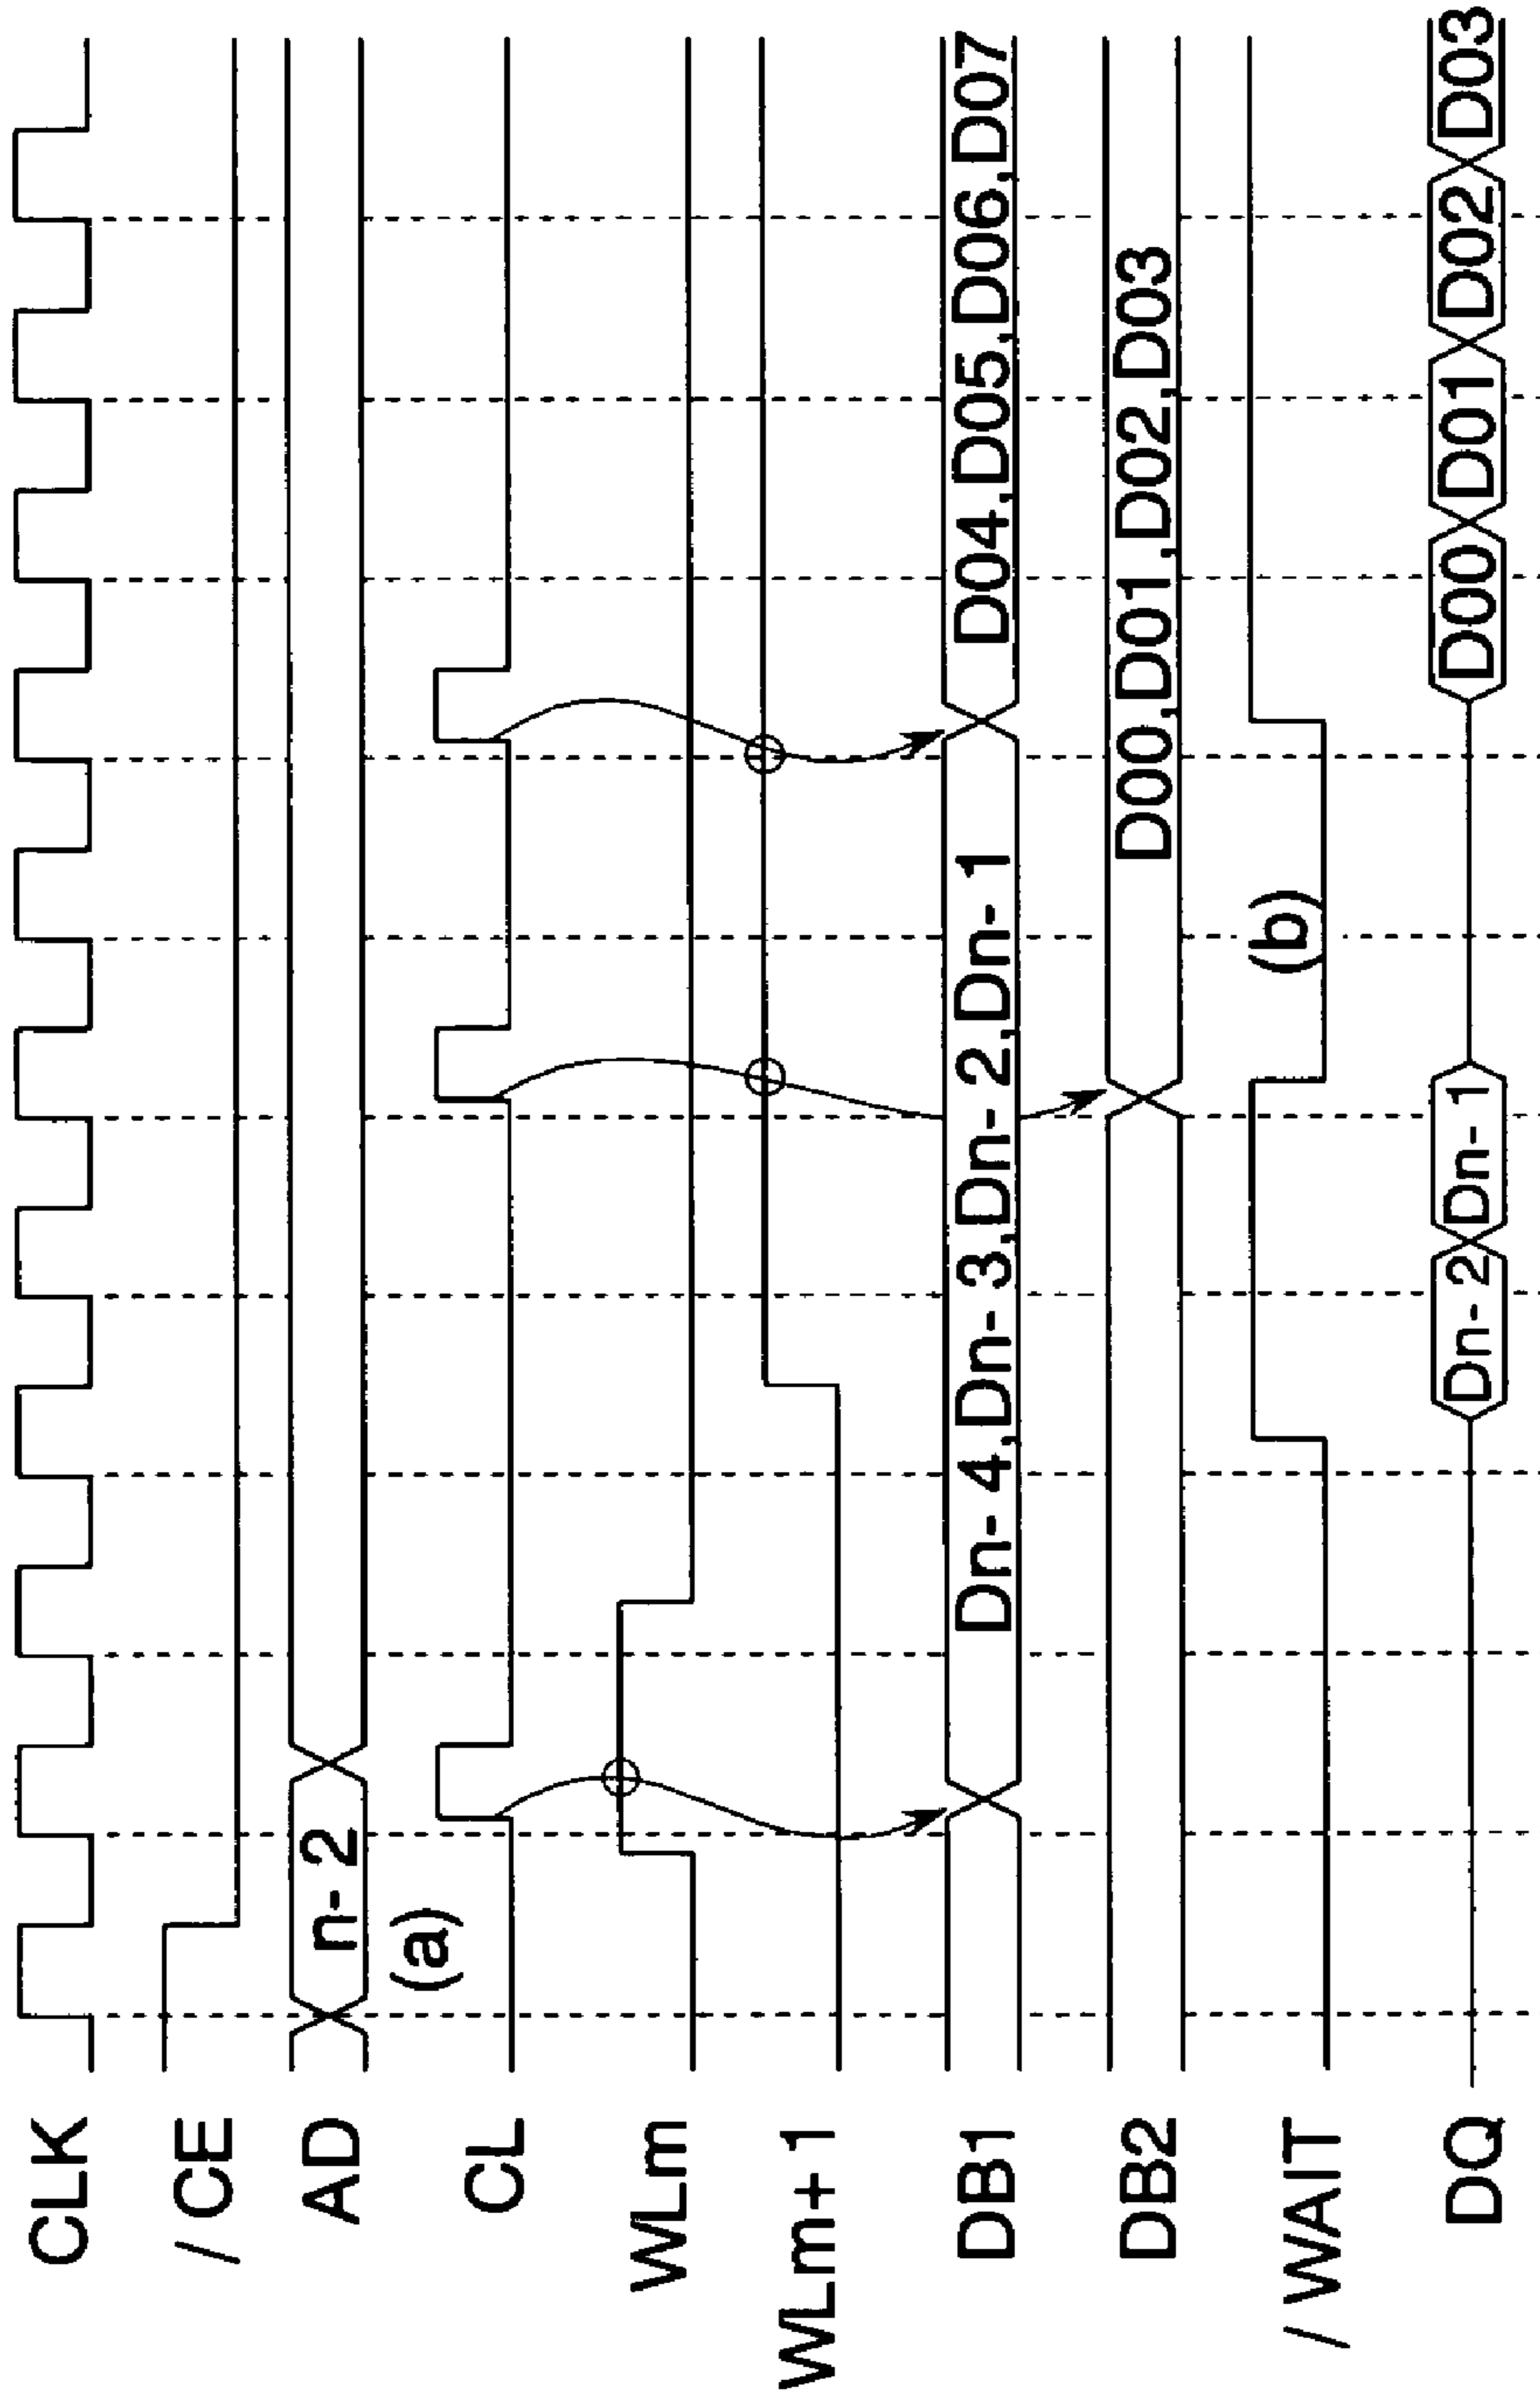 CLK
/ CE
AD
n- 2
(a)
CL
WLm
WLm+ 1
DB1
Dn- 4,Dn- 3,Dn- 2,Dn- 1
D04,D05,D06,D07
DB2
D00,D01,D02,D03
/ WAIT
(b)
DQ
Dn- 2
Dn- 1
D00
D01
D02
D03